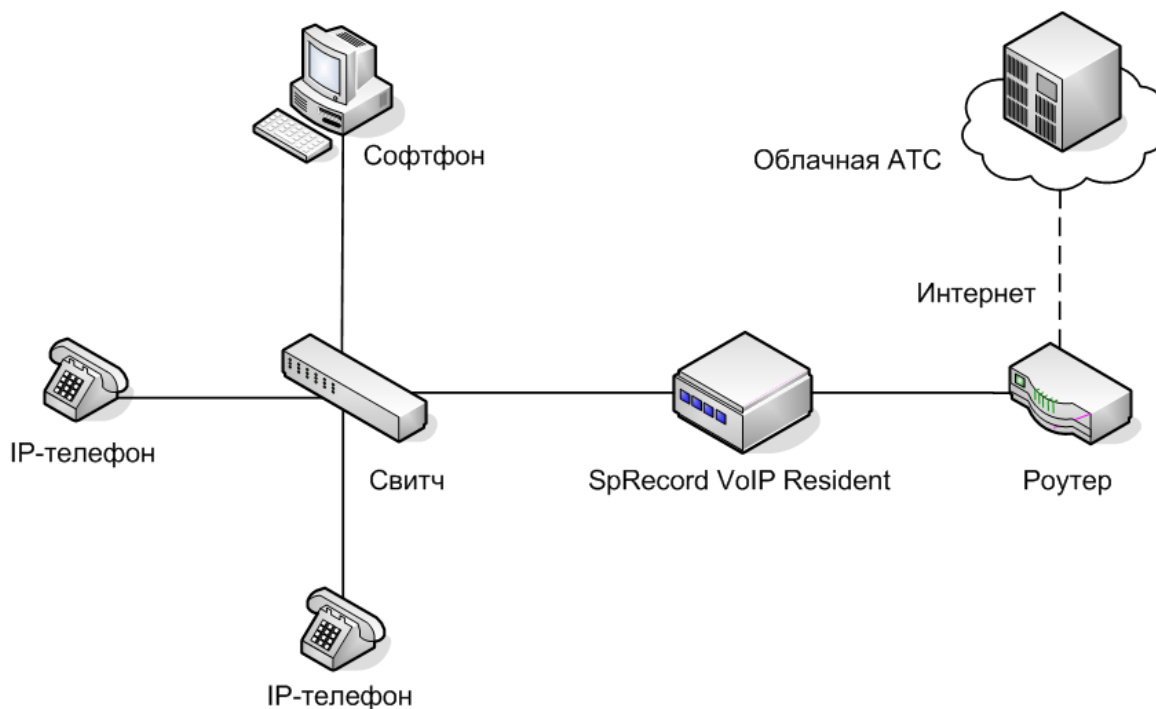 Софтфон
Облачная АТС
Интернет
IP-телефон
Свитч
SpRecord VoIP Resident
Роутер
IP-телефон